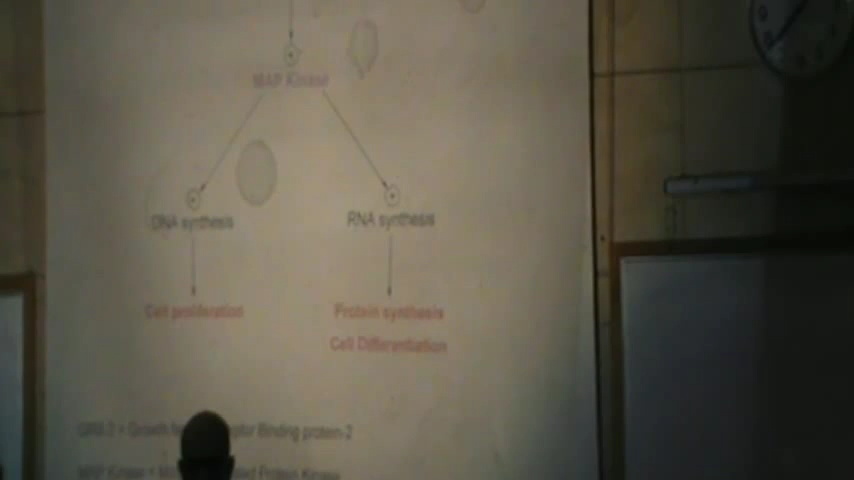 MAP Kinase
DNA synthesis
RNA synthesis
Cell proliferation
Protein synthesis
Cell Differentiation
GRB-2 = Growth Binding protein-2
MAP Kinase = Protein Kinase